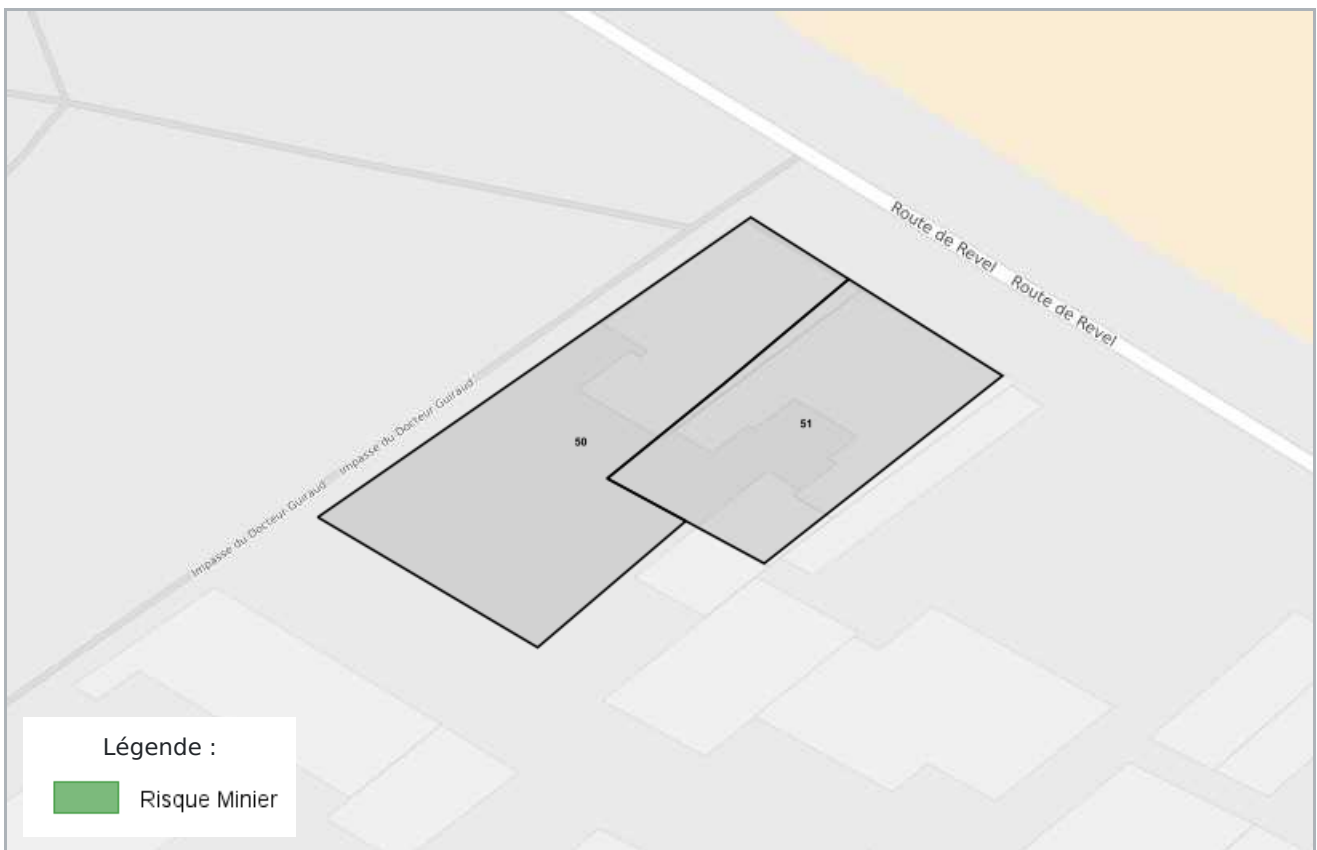 Route de Revel
Route de Revel
Impasse du Docteur Guiraud
Impasse du Docteur Guiraud
50
51
Légende :
Risque Minier